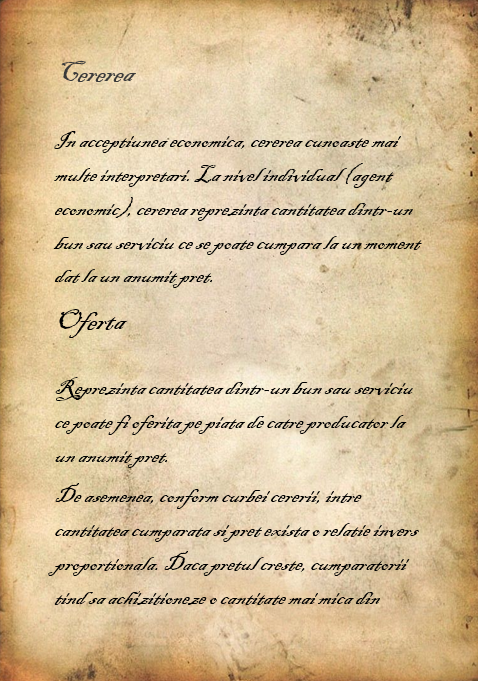 Cererea
In acceptiunea economica, cererea cunoaste mai
multe interpretari. La nivel individual (agent
economic), cererea reprezinta cantitatea dintr-un
bun sau serviciu ce se poate cumpara la un moment
dat la un anumit pret.
Oferta
Reprezinta cantitatea dintr-un bun sau serviciu
ce poate fi oferita pe piata de catre producator la
un anumit pret.
De asemenea, conform curbei cererii, intre
cantitatea cumparata si pret exista o relatie invers
proportionala. Daca pretul creste, cumparatorii
tind sa achizitioneze o cantitate mai mica din